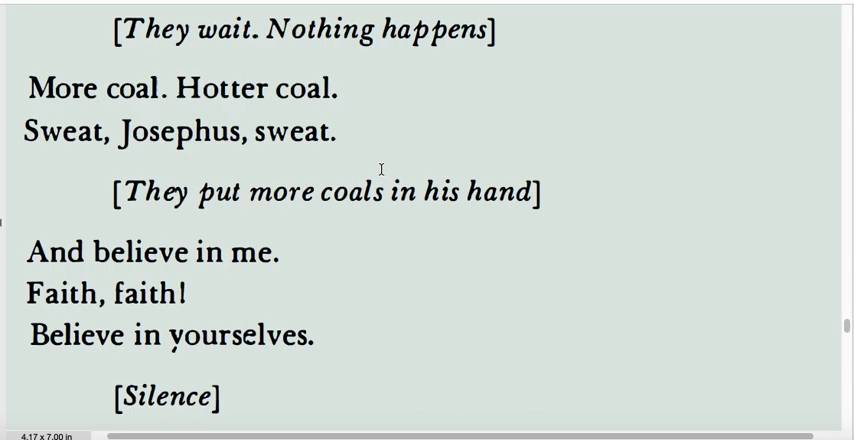 [They wait. Nothing happens]
More coal. Hotter coal.
Sweat, Josephus, sweat.
[They put more coals in his hand]
And believe in me.
Faith, faith!
Believe in yourselves.
[Silence]
4.17 x 7.00 in